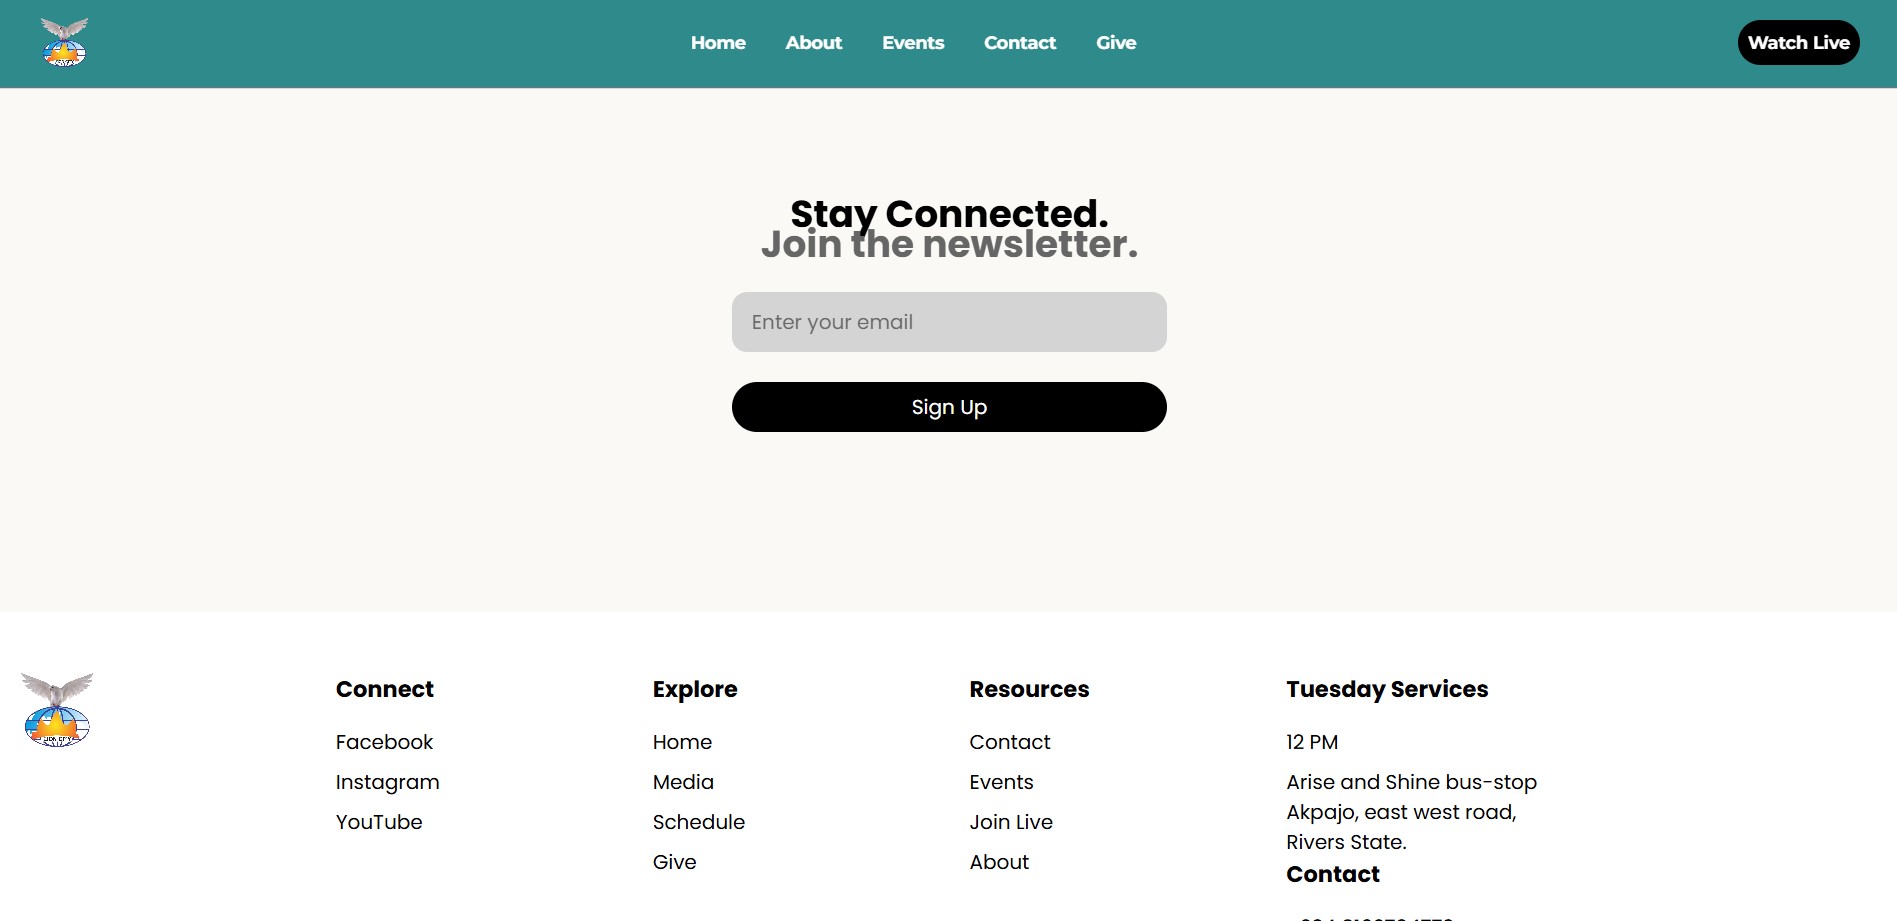 Home About Events Contact Give Watch Live
Stay Connected.
Join the newsletter.
Enter your email
Sign Up
Connect
Facebook
Instagram
YouTube
Explore
Home
Media
Schedule
Give
Resources
Contact
Events
Join Live
About
Tuesday Services
12 PM
Arise and Shine bus-stop
Akpajo, east west road,
Rivers State.
Contact